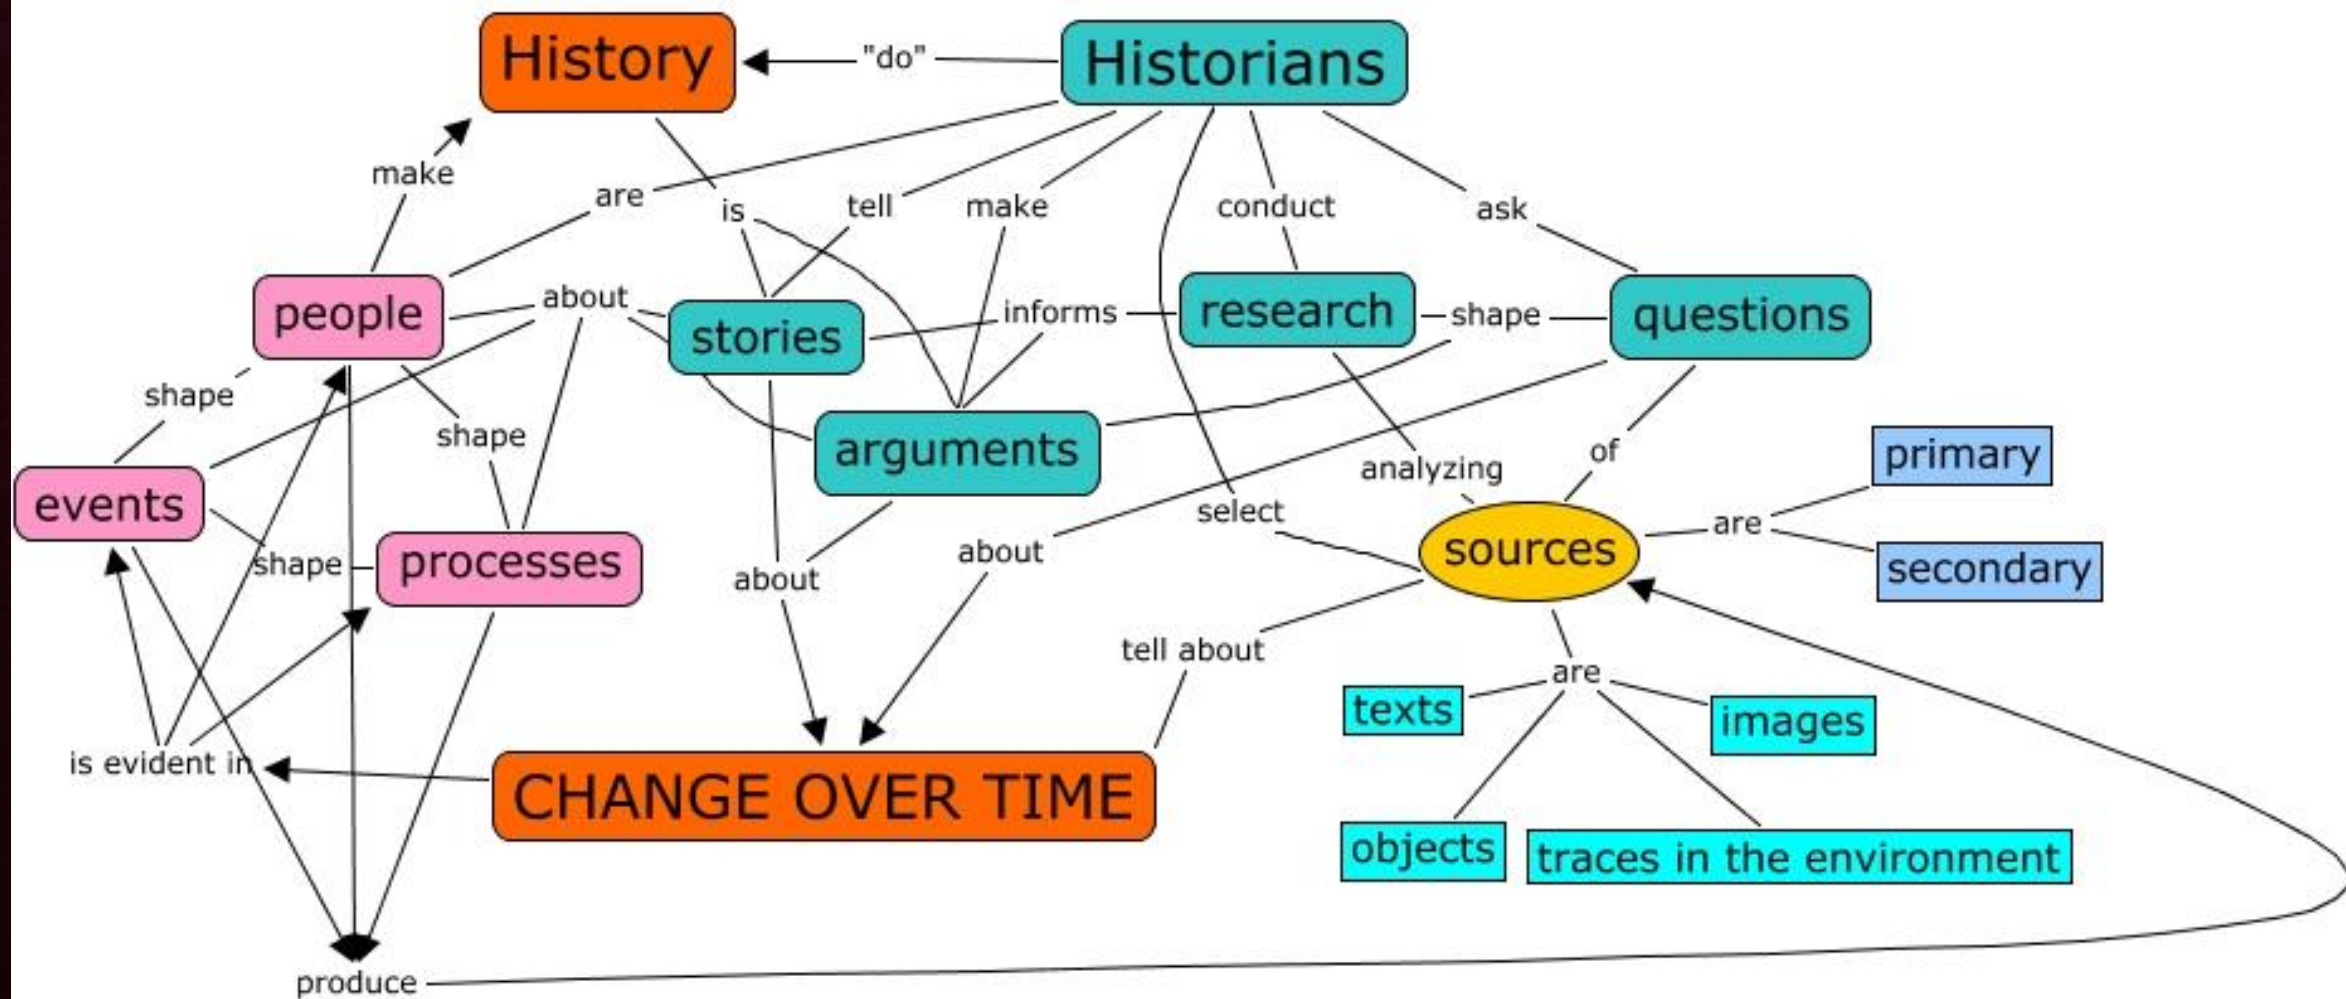 History
"do"
Historians
make
are
is
tell
make
conduct
ask
people
about
stories
informs
research
shape
questions
shape
shape
arguments
analyzing
of
primary
events
select
are
sources
shape
processes
about
about
secondary
tell about
are
texts
images
is evident in
CHANGE OVER TIME
objects
traces in the environment
produce